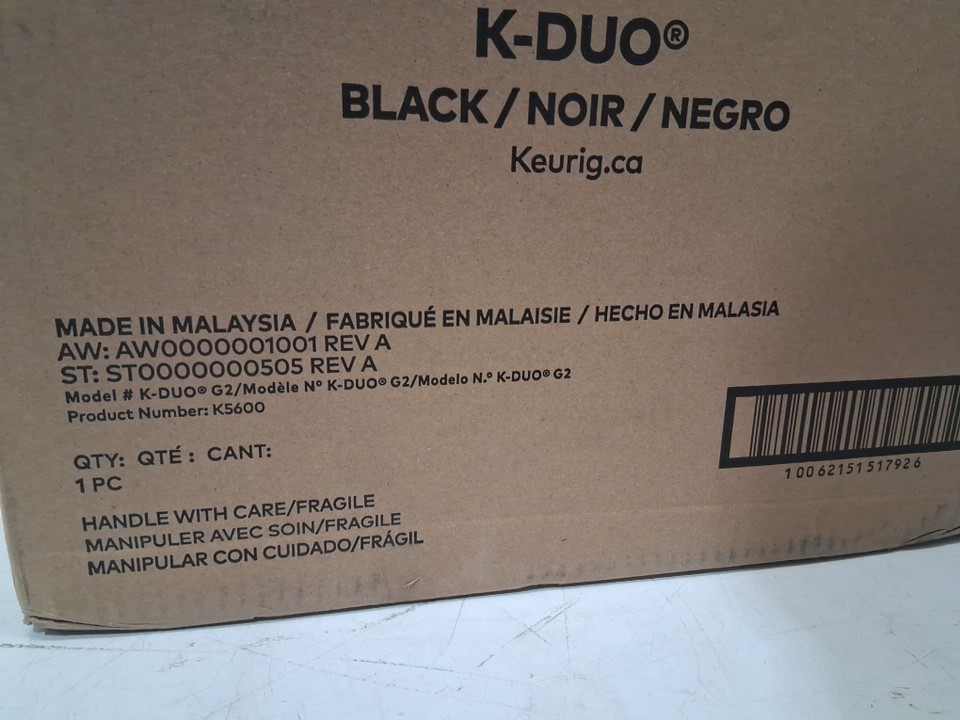 K-DUO®
BLACK / NOIR / NEGRO
Keurig.ca
MADE IN MALAYSIA / FABRIQUÉ EN MALAISIE / HECHO EN MALASIA
AW: AW0000001001 REV A
ST: ST0000000505 REV A
Model # K-DUO® G2/Modèle Nº K-DUO® G2/Modelo N.º K-DUO® G2
Product Number: K5600
QTY: QTÉ : CANT:
1 PC
HANDLE WITH CARE/FRAGILE
MANIPULER AVEC SOIN/FRAGILE
MANIPULAR CON CUIDADO/FRÁGIL
10062151517926